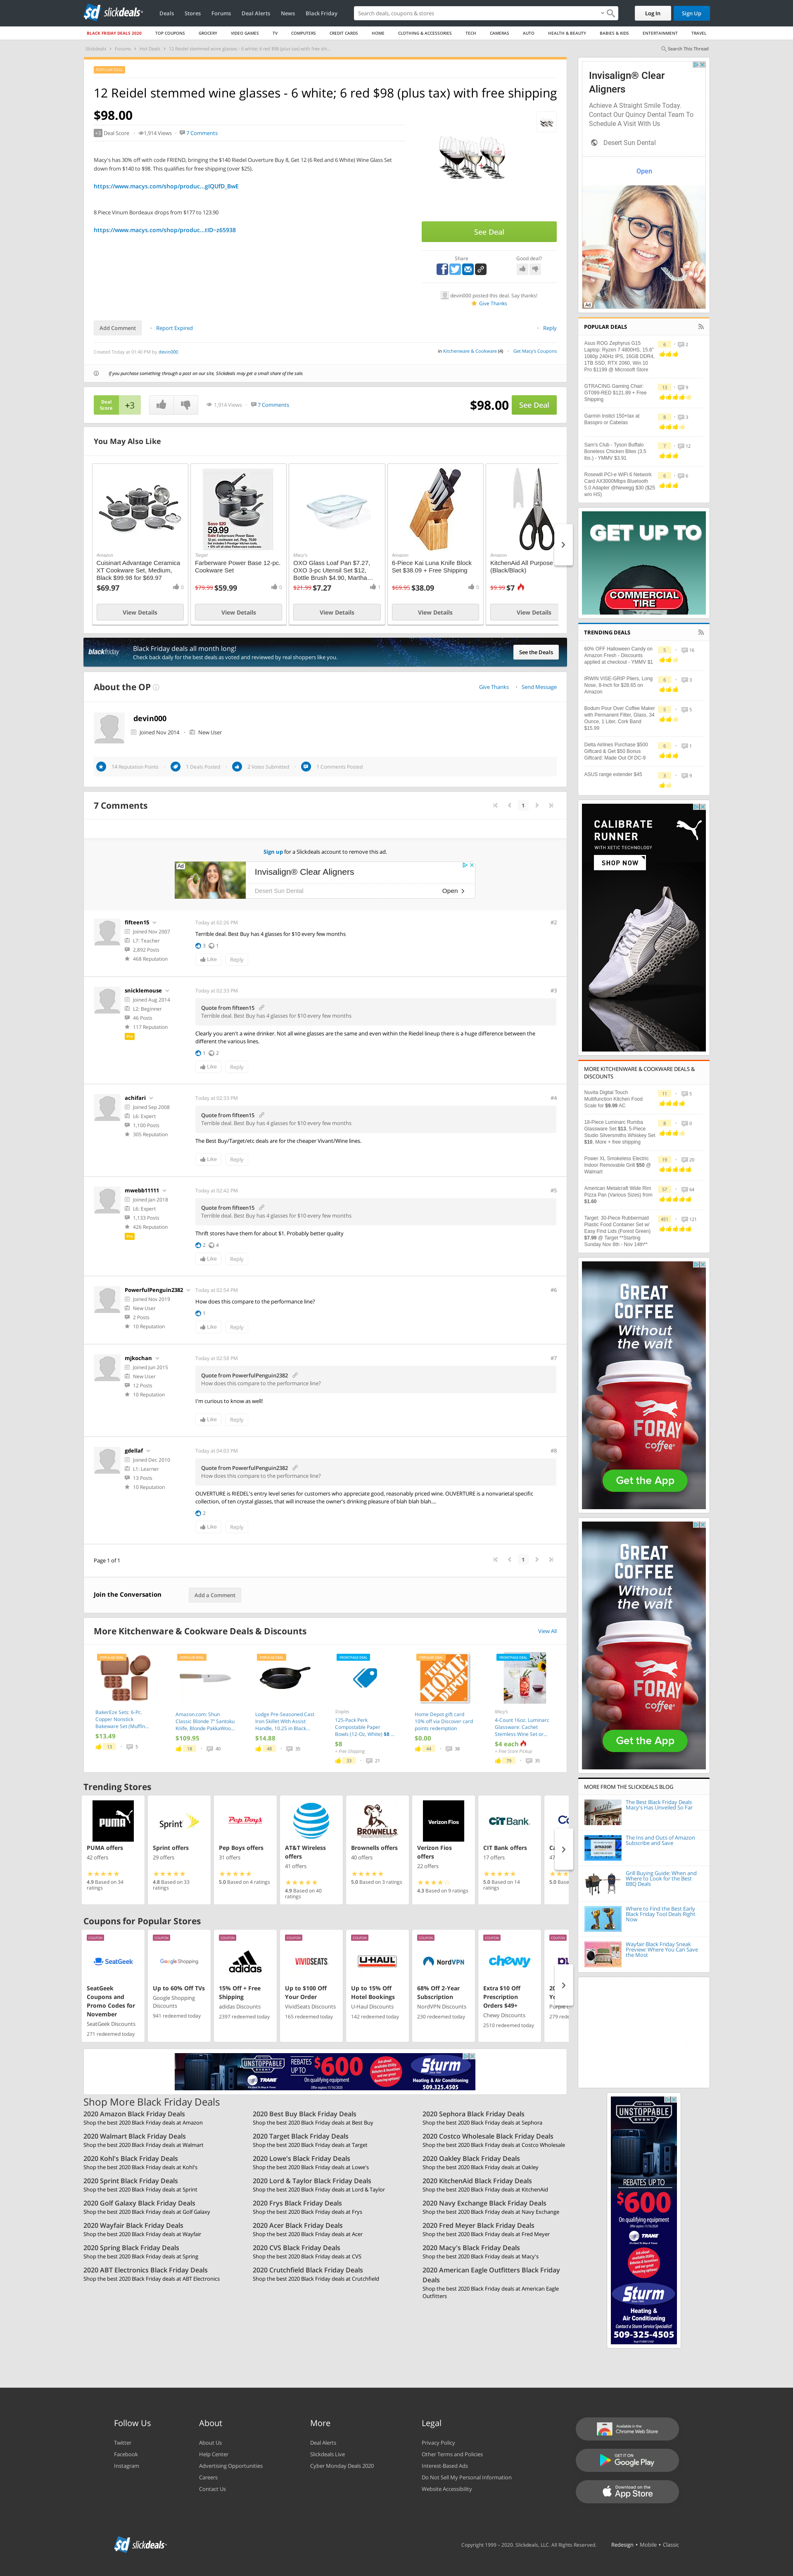 slickdeals
Deals Stores Forums Deal Alerts News Black Friday
Search deals, coupons & stores
Log In
Sign Up
BLACK FRIDAY DEALS 2020 TOP COUPONS GROCERY VIDEO GAMES TV COMPUTERS CREDIT CARDS HOME CLOTHING & ACCESSORIES TECH CAMERAS AUTO HEALTH & BEAUTY BABIES & KIDS ENTERTAINMENT TRAVEL
Slickdeals > Forums > Hot Deals > 12 Reidel stemmed wine glasses - 6 white; 6 red $98 (plus tax) with free shi...
Search This Thread
POPULAR DEAL
12 Reidel stemmed wine glasses - 6 white; 6 red $98 (plus tax) with free shipping
$98.00
+3 Deal Score 1,914 Views 7 Comments
Macy's has 30% off with code FRIEND, bringing the $140 Riedel Ouverture Buy 8, Get 12 (6 Red and 6 White) Wine Glass Set
down from $140 to $98. This qualifies for free shipping (over $25).
https://www.macys.com/shop/produc...gIQUfD_BwE
8 Piece Vinum Bordeaux drops from $177 to 123.90
https://www.macys.com/shop/produc...tID~z65938
See Deal
Share
Good deal?
devin000 posted this deal. Say thanks!
Give Thanks
Add Comment
Report Expired
Reply
Created Today at 01:46 PM by devin000
in Kitchenware & Cookware (4) Get Macy's Coupons
If you purchase something through a post on our site, Slickdeals may get a small share of the sale.
Deal
Score +3
1,914 Views 7 Comments
$98.00 See Deal
You May Also Like
Amazon
Cuisinart Advantage Ceramica
XT Cookware Set, Medium,
Black $99.98 for $69.97
$69.97 0
View Details
Save $20
59.99
Target
Farberware Power Base 12-pc.
Cookware Set
$79.99 $59.99 0
View Details
Macy's
OXO Glass Loaf Pan $7.27,
OXO 3-pc Utensil Set $12,
Bottle Brush $4.90, Martha...
$21.99 $7.27 1
View Details
Amazon
6-Piece Kai Luna Knife Block
Set $38.09 + Free Shipping
$69.95 $38.09 0
View Details
Amazon
KitchenAid All Purpose
(Black/Black)
$9.99 $7
View Details
blackfriday
Black Friday deals all month long!
Check back daily for the best deals as voted and reviewed by real shoppers like you.
See the Deals
About the OP
Give Thanks Send Message
devin000
Joined Nov 2014 New User
14 Reputation Points 1 Deals Posted 2 Votes Submitted 1 Comments Posted
7 Comments
1
Sign up for a Slickdeals account to remove this ad.
Ad
Invisalign® Clear Aligners
Desert Sun Dental
Open
fifteen15
Joined Nov 2007
L7: Teacher
2,892 Posts
468 Reputation
Today at 02:26 PM
#2
Terrible deal. Best Buy has 4 glasses for $10 every few months
3 1
Like Reply
snicklemouse
Joined Aug 2014
L2: Beginner
46 Posts
117 Reputation
Pro
Today at 02:33 PM
#3
Quote from fifteen15
Terrible deal. Best Buy has 4 glasses for $10 every few months
Clearly you aren't a wine drinker. Not all wine glasses are the same and even within the Riedel lineup there is a huge difference between the
different the various lines.
1 2
Like Reply
achifari
Joined Sep 2008
L6: Expert
1,100 Posts
305 Reputation
Today at 02:33 PM
#4
Quote from fifteen15
Terrible deal. Best Buy has 4 glasses for $10 every few months
The Best Buy/Target/etc deals are for the cheaper Vivant/Wine lines.
Like Reply
mwebb11111
Joined Jan 2018
L6: Expert
1,133 Posts
426 Reputation
Pro
Today at 02:42 PM
#5
Quote from fifteen15
Terrible deal. Best Buy has 4 glasses for $10 every few months
Thrift stores have them for about $1. Probably better quality
2 4
Like Reply
PowerfulPenguin2382
Joined Nov 2019
New User
2 Posts
10 Reputation
Today at 02:54 PM
#6
How does this compare to the performance line?
1
Like Reply
mjkochan
Joined Jun 2015
New User
12 Posts
10 Reputation
Today at 02:58 PM
#7
Quote from PowerfulPenguin2382
How does this compare to the performance line?
I'm curious to know as well!
Like Reply
gdellaf
Joined Dec 2010
L1: Learner
13 Posts
10 Reputation
Today at 04:03 PM
#8
Quote from PowerfulPenguin2382
How does this compare to the performance line?
OUVERTURE is RIEDEL's entry level series for customers who appreciate good, reasonably priced wine. OUVERTURE is a nonvarietal specific
collection, of ten crystal glasses, that will increase the owner's drinking pleasure of blah blah blah....
2
Like Reply
Page 1 of 1
1
Join the Conversation
Add a Comment
More Kitchenware & Cookware Deals & Discounts
View All
POPULAR DEAL
BakerEze Sets: 6-Pc.
Copper Nonstick
Bakeware Set (Muffin...
$13.49
13 5
POPULAR DEAL
Amazon.com: Shun
Classic Blonde 7" Santoku
Knife, Blonde PakkaWoo...
$109.95
18 40
POPULAR DEAL
Lodge Pre-Seasoned Cast
Iron Skillet With Assist
Handle, 10.25 in Black...
$14.88
48 35
FRONTPAGE DEAL
Staples
125-Pack Perk
Compostable Paper
Bowls (12-Oz, White) $8 ...
$8
+ Free Shipping
33 21
POPULAR DEAL
Home Depot gift card
10% off via Discover card
points redemption
$0.00
44 38
FRONTPAGE DEAL
Macy's
4-Count 16oz. Luminarc
Glassware: Cachet
Stemless Wine Set or...
$4 each
+ Free Store Pickup
75 35
Trending Stores
PUMA offers
42 offers
4.9 Based on 34
ratings
Sprint offers
29 offers
4.8 Based on 33
ratings
Pep Boys offers
31 offers
5.0 Based on 4 ratings
AT&T Wireless
offers
41 offers
4.9 Based on 40
ratings
Brownells offers
40 offers
5.0 Based on 3 ratings
Verizon Fios
offers
22 offers
4.3 Based on 9 ratings
CIT Bank offers
17 offers
5.0 Based on 14
ratings
Coupons for Popular Stores
COUPON
SeatGeek
SeatGeek
Coupons and
Promo Codes for
November
SeatGeek Discounts
271 redeemed today
COUPON
Google Shopping
Up to 60% Off TVs
Google Shopping
Discounts
941 redeemed today
COUPON
adidas
15% Off + Free
Shipping
adidas Discounts
2397 redeemed today
COUPON
VIVIDSEATS
Up to $100 Off
Your Order
VividSeats Discounts
165 redeemed today
COUPON
U-HAUL
Up to 15% Off
Hotel Bookings
U-Haul Discounts
142 redeemed today
COUPON
NordVPN
68% Off 2-Year
Subscription
NordVPN Discounts
230 redeemed today
COUPON
chewy
Extra $10 Off
Prescription
Orders $49+
Chewy Discounts
2510 redeemed today
COUPON
UNSTOPPABLE EVENT REBATES UP TO $600 On qualifying equipment Sturm Heating & Air Conditioning 509.325.4505
Shop More Black Friday Deals
2020 Amazon Black Friday Deals
Shop the best 2020 Black Friday deals at Amazon
2020 Best Buy Black Friday Deals
Shop the best 2020 Black Friday deals at Best Buy
2020 Sephora Black Friday Deals
Shop the best 2020 Black Friday deals at Sephora
2020 Walmart Black Friday Deals
Shop the best 2020 Black Friday deals at Walmart
2020 Target Black Friday Deals
Shop the best 2020 Black Friday deals at Target
2020 Costco Wholesale Black Friday Deals
Shop the best 2020 Black Friday deals at Costco Wholesale
2020 Kohl's Black Friday Deals
Shop the best 2020 Black Friday deals at Kohl's
2020 Lowe's Black Friday Deals
Shop the best 2020 Black Friday deals at Lowe's
2020 Oakley Black Friday Deals
Shop the best 2020 Black Friday deals at Oakley
2020 Sprint Black Friday Deals
Shop the best 2020 Black Friday deals at Sprint
2020 Lord & Taylor Black Friday Deals
Shop the best 2020 Black Friday deals at Lord & Taylor
2020 KitchenAid Black Friday Deals
Shop the best 2020 Black Friday deals at KitchenAid
2020 Golf Galaxy Black Friday Deals
Shop the best 2020 Black Friday deals at Golf Galaxy
2020 Frys Black Friday Deals
Shop the best 2020 Black Friday deals at Frys
2020 Navy Exchange Black Friday Deals
Shop the best 2020 Black Friday deals at Navy Exchange
2020 Wayfair Black Friday Deals
Shop the best 2020 Black Friday deals at Wayfair
2020 Acer Black Friday Deals
Shop the best 2020 Black Friday deals at Acer
2020 Fred Meyer Black Friday Deals
Shop the best 2020 Black Friday deals at Fred Meyer
2020 Spring Black Friday Deals
Shop the best 2020 Black Friday deals at Spring
2020 CVS Black Friday Deals
Shop the best 2020 Black Friday deals at CVS
2020 Macy's Black Friday Deals
Shop the best 2020 Black Friday deals at Macy's
2020 ABT Electronics Black Friday Deals
Shop the best 2020 Black Friday deals at ABT Electronics
2020 Crutchfield Black Friday Deals
Shop the best 2020 Black Friday deals at Crutchfield
2020 American Eagle Outfitters Black Friday
Deals
Shop the best 2020 Black Friday deals at American Eagle
Outfitters
Invisalign® Clear
Aligners
Achieve A Straight Smile Today.
Contact Our Quincy Dental Team To
Schedule A Visit With Us
Desert Sun Dental
Open
Ad
POPULAR DEALS
Asus ROG Zephyrus G15
Laptop: Ryzen 7 4800HS, 15.6"
1080p 240Hz IPS, 16GB DDR4,
1TB SSD, RTX 2060, Win 10
Pro $1199 @ Microsoft Store
6 2
GTRACING Gaming Chair
GT099-RED $121.89 + Free
Shipping
13 9
Garmin Instict 150+tax at
Basspro or Cabelas
8 3
Sam's Club - Tyson Buffalo
Boneless Chicken Bites (3.5
lbs.) - YMMV $3.91
7 12
Rosewill PCI-e WiFi 6 Network
Card AX3000Mbps Bluetooth
5.0 Adapter @Newegg $30 ($25
w/o HS)
6 6
GET UP TO
COMMERCIAL
TIRE
TRENDING DEALS
60% OFF Halloween Candy on
Amazon Fresh - Discounts
applied at checkout - YMMV $1
5 16
IRWIN VISE-GRIP Pliers, Long
Nose, 8-Inch for $28.65 on
Amazon
6 3
Bodum Pour Over Coffee Maker
with Permanent Filter, Glass, 34
Ounce, 1 Liter, Cork Band
$15.99
5 5
Delta Airlines Purchase $500
Giftcard & Get $50 Bonus
Giftcard: Made Out Of DC-9
6 1
ASUS range extender $45
3 9
CALIBRATE
RUNNER
WITH XETIC TECHNOLOGY
SHOP NOW
MORE KITCHENWARE & COOKWARE DEALS &
DISCOUNTS
Nuvita Digital Touch
Multifunction Kitchen Food
Scale for $9.99 AC
11 5
18-Piece Luminarc Rumba
Glassware Set $13, 5-Piece
Studio Silversmiths Whiskey Set
$10, More + free shipping
8 0
Power XL Smokeless Electric
Indoor Removable Grill $50 @
Walmart
19 20
American Metalcraft Wide Rim
Pizza Pan (Various Sizes) from
$1.60
57 64
Target: 30-Piece Rubbermaid
Plastic Food Container Set w/
Easy Find Lids (Forest Green)
$7.99 @ Target **Starting
Sunday Nov 8th - Nov 14th**
451 121
GREAT
COFFEE
Without
the wait
FORAY
coffee®
Get the App
GREAT
COFFEE
Without
the wait
FORAY
coffee®
Get the App
MORE FROM THE SLICKDEALS BLOG
The Best Black Friday Deals
Macy's Has Unveiled So Far
The Ins and Outs of Amazon
Subscribe and Save
Grill Buying Guide: When and
Where to Look for the Best
BBQ Deals
Where to Find the Best Early
Black Friday Tool Deals Right
Now
Wayfair Black Friday Sneak
Preview: Where You Can Save
the Most
UNSTOPPABLE
EVENT
REBATES UP TO
$600
On qualifying equipment
TRANE
Sturm
Heating &
Air Conditioning
Contact Sturm Specialist!
509-325-4505
Follow Us
Twitter
Facebook
Instagram
About
About Us
Help Center
Advertising Opportunities
Careers
Contact Us
More
Deal Alerts
Slickdeals Live
Cyber Monday Deals 2020
Legal
Privacy Policy
Other Terms and Policies
Interest-Based Ads
Do Not Sell My Personal Information
Website Accessibility
Available in the
Chrome Web Store
GET IT ON
Google Play
Download on the
App Store
slickdeals
Copyright 1999 – 2020. Slickdeals, LLC. All Rights Reserved. Redesign • Mobile • Classic